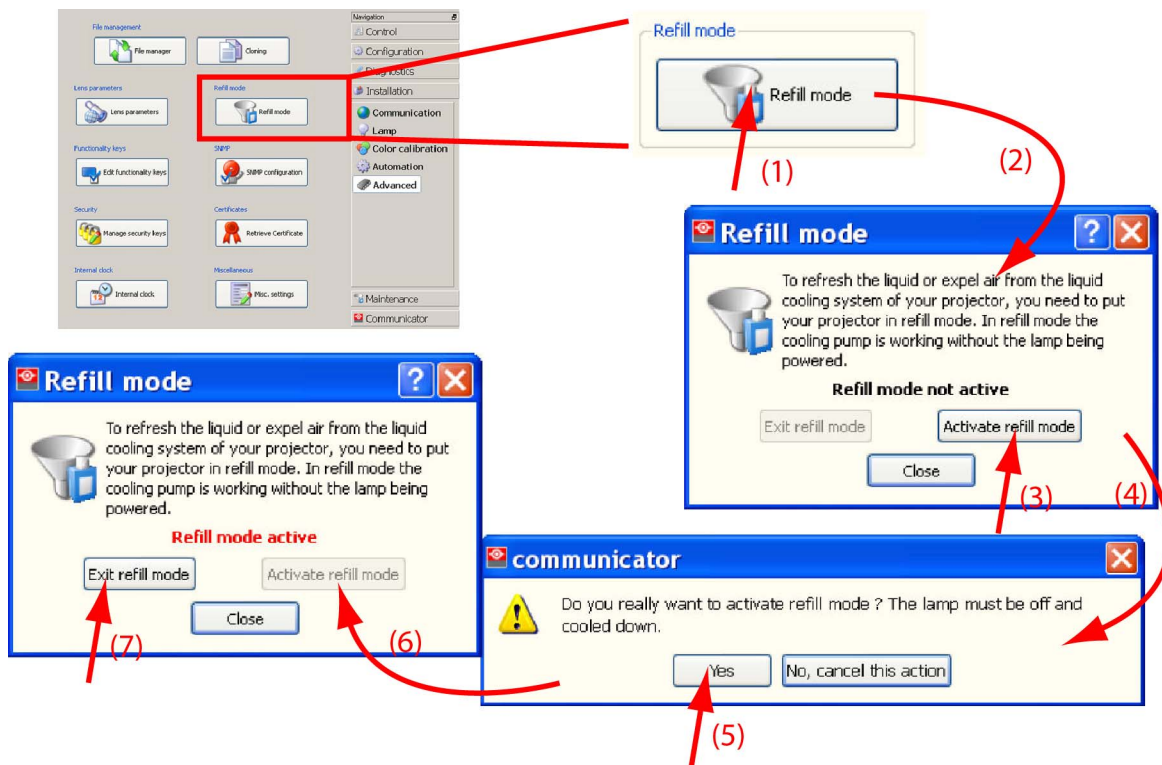 File management
File manager
Cloning
Lens parameters
Refill mode
Lens parameters
Refill mode
Functionality keys
SNMP
Edit functionality keys
SNMP configuration
Security
Certificates
Manage security keys
Retrieve Certificate
Internal clock
Miscellaneous
Internal clock
Misc. settings
Navigation
Control
Configuration
Diagnostics
Installation
Communication
Lamp
Color calibration
Automation
Advanced
Maintenance
Communicator
Refill mode
Refill mode
(1)
(2)
Refill mode
To refresh the liquid or expel air from the liquid
cooling system of your projector, you need to put
your projector in refill mode. In refill mode the
cooling pump is working without the lamp being
powered.
Refill mode not active
Exit refill mode
Activate refill mode
Close
(3)
(4)
communicator
Do you really want to activate refill mode ? The lamp must be off and
cooled down.
Yes
No, cancel this action
(5)
(6)
Refill mode
To refresh the liquid or expel air from the liquid
cooling system of your projector, you need to put
your projector in refill mode. In refill mode the
cooling pump is working without the lamp being
powered.
Refill mode active
Exit refill mode
Activate refill mode
Close
(7)